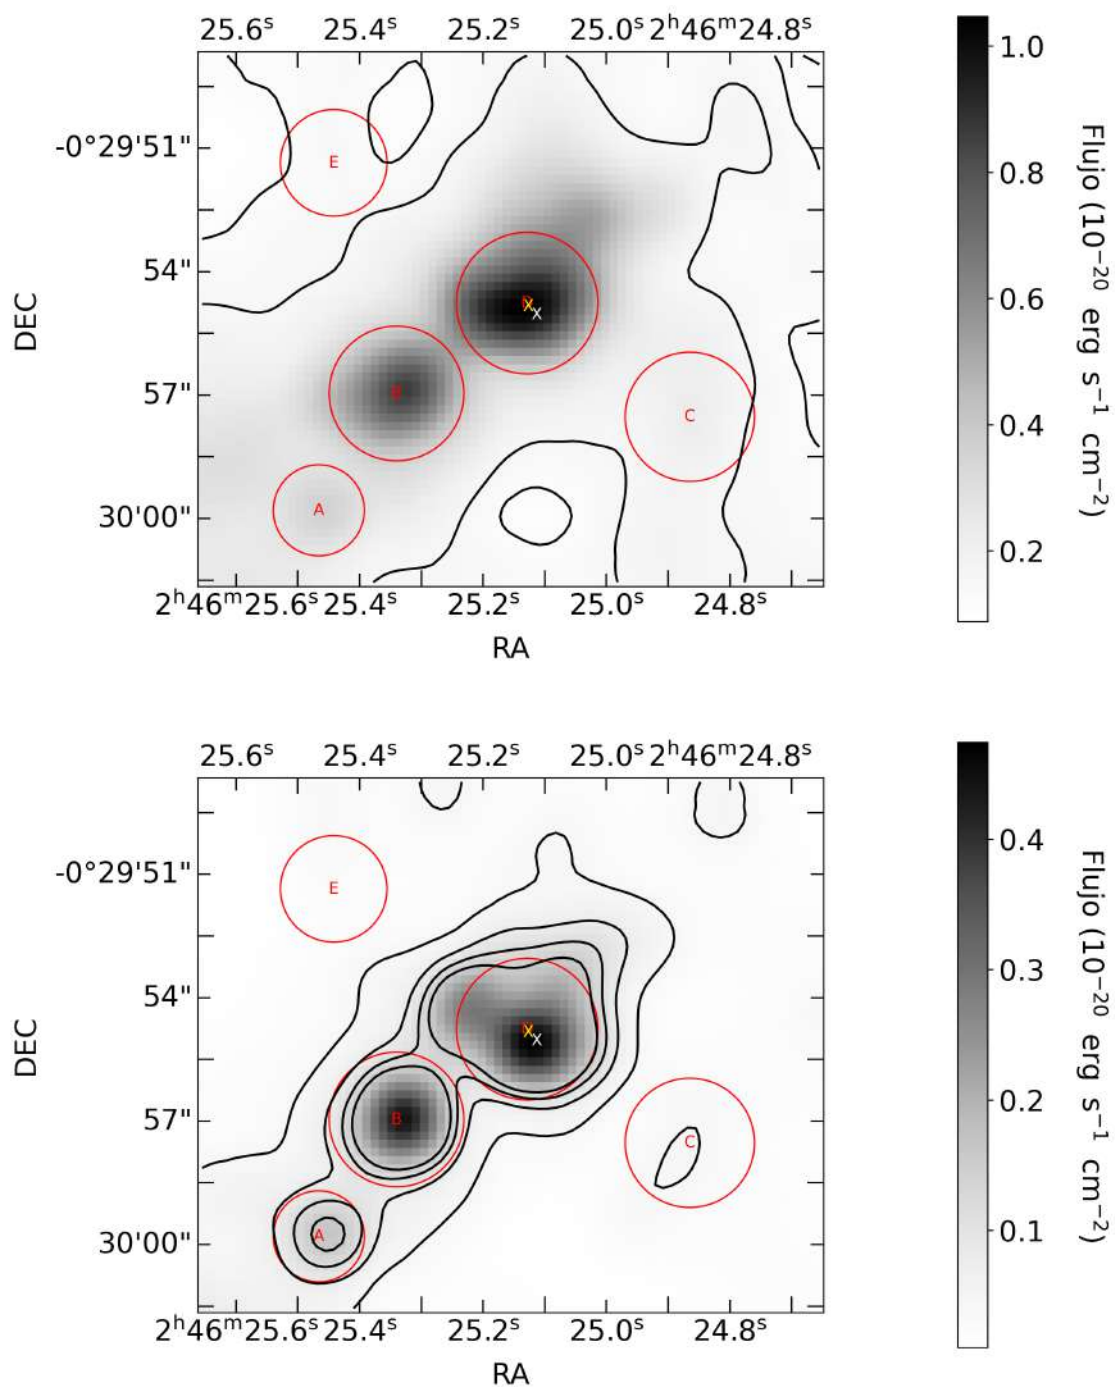 25.6ˢ 25.4ˢ 25.2ˢ 25.0ˢ 2ʰ46ᵐ24.8ˢ
-0°29'51"
54"
57"
30'00"
DEC
E
B
A
C
X X
2ʰ46ᵐ25.6ˢ 25.4ˢ 25.2ˢ 25.0ˢ 24.8ˢ
RA
1.0
0.8
0.6
0.4
0.2
Flujo (10⁻²⁰ erg s⁻¹ cm⁻²)
25.6ˢ 25.4ˢ 25.2ˢ 25.0ˢ 2ʰ46ᵐ24.8ˢ
-0°29'51"
54"
57"
30'00"
DEC
E
X X
B
C
A
2ʰ46ᵐ25.6ˢ 25.4ˢ 25.2ˢ 25.0ˢ 24.8ˢ
RA
0.4
0.3
0.2
0.1
Flujo (10⁻²⁰ erg s⁻¹ cm⁻²)